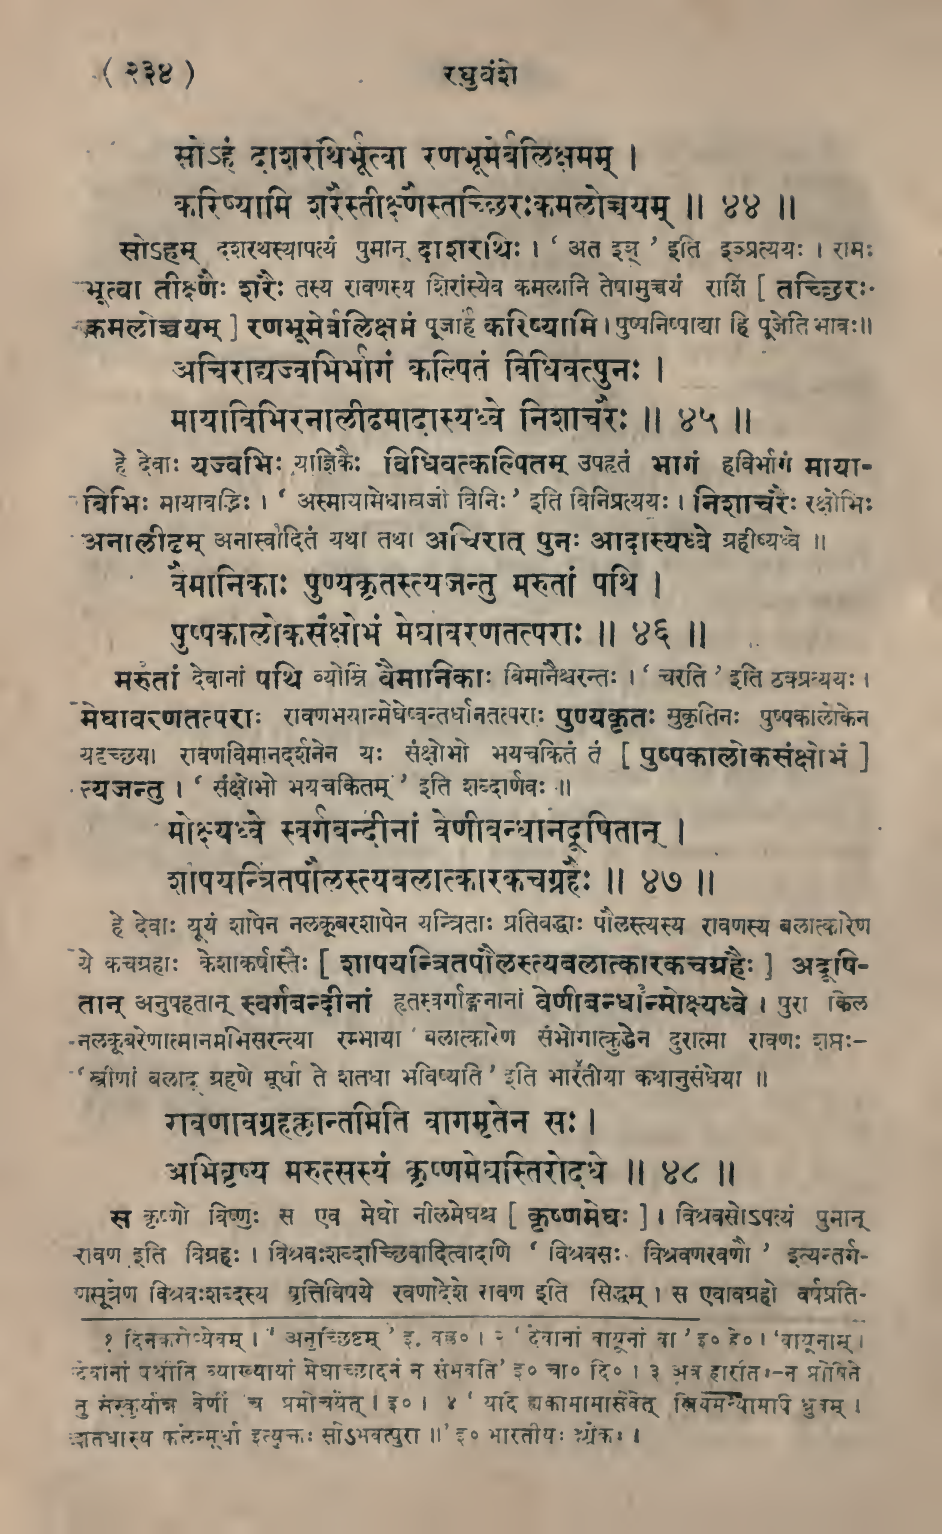 ( २३४ ) रघुवंशे
सोऽहं दाशरथिर्भूत्वा रणभूमेर्बलिक्षमम् ।
करिष्यामि शरैस्तीक्ष्णैस्तच्छिरःकमलोच्चयम् ॥ ४४ ॥
सोऽहम् दशरथस्यापत्यं पुमान् दाशरथिः । ‘ अत इञ् ’ इति इञ्प्रत्ययः । रामः
भूत्वा तीक्ष्णैः शरैः तस्य रावणस्य शिरांस्येव कमलानि तेषामुच्चयं राशिं [ तच्छिरः-
कमलोच्चयम् ] रणभूमेर्बलिक्षमं पूजार्हं करिष्यामि । पुष्पनिष्पाद्या हि पूजेति भावः॥
अचिराद्यज्वभिर्भागं कल्पितं विधिवत्पुनः ।
मायाविभिरनालीढमादास्यध्वे निशाचरैः ॥ ४५ ॥
हे देवाः यज्वभिः याज्ञिकैः विधिवत्कल्पितम् उपहृतं भागं हविर्भागं माया-
विभिः मायावद्भिः । ‘ अस्मायामेधास्रजो विनिः’ इति विनिप्रत्ययः । निशाचरैः रक्षोभिः
अनालीढम् अनास्वादितं यथा तथा अचिरात् पुनः आदास्यध्वे ग्रहीष्यध्वे ॥
वैमानिकाः पुण्यकृतस्त्यजन्तु मरुतां पथि ।
पुष्पकालोकसंक्षोभं मेघावरणतत्पराः ॥ ४६ ॥
मरुतां देवानां पथि व्योम्नि वैमानिकाः विमानैश्चरन्तः । ‘ चरति ’ इति ठक्प्रत्ययः ।
मेघावरणतत्पराः रावणभयान्मेघेष्वन्तर्धानतत्पराः पुण्यकृतः सुकृतिनः पुष्पकालोकेन
यदृच्छया रावणविमानदर्शनेन यः संक्षोभो भयचकितं तं [ पुष्पकालोकसंक्षोभं ]
त्यजन्तु । ‘ संक्षोभो भयचकितम् ’ इति शब्दार्णवः ॥
मोक्ष्यध्वे स्वर्गबन्दीनां वेणीबन्धानदूषितान् ।
शापयन्त्रितपौलस्त्यबलात्कारकचग्रहैः ॥ ४७ ॥
हे देवाः यूयं शापेन नलकूबरशापेन यन्त्रिताः प्रतिबद्धाः पौलस्त्यस्य रावणस्य बलात्कारेण
ये कचग्रहाः केशाकर्षास्तैः [ शापयन्त्रितपौलस्त्यबलात्कारकचग्रहैः ] अदूषि-
तान् अनुपहतान् स्वर्गबन्दीनां हृतस्वर्गाङ्गनानां वेणीबन्धान्मोक्ष्यध्वे । पुरा किल
नलकूबरेणात्मानमभिसरन्त्या रम्भाया बलात्कारेण संभोगात्क्रुद्धेन दुरात्मा रावणः शप्तः–
‘ स्त्रीणां बलाद् ग्रहणे मूर्धा ते शतधा भविष्यति ’ इति भारतीया कथानुसंधेया ॥
रावणावग्रहक्लान्तमिति वागमृतेन सः ।
अभिवृष्य मरुत्सस्यं कृष्णमेघस्तिरोदधे ॥ ४८ ॥
स कृष्णो विष्णुः स एव मेघो नीलमेघश्च [ कृष्णमेघः ] । विश्रवसोऽपत्यं पुमान्
रावण इति विग्रहः । विश्रवःशब्दाच्छिवादित्वादणि ‘ विश्रवसः विश्रवणरवणौ ’ इत्यन्तर्ग-
णसूत्रेण विश्रवःशब्दस्य वृत्तिविषये रवणादेशे रावण इति सिद्धम् । स एवावग्रहो वर्षप्रति-
१ दिनकरोऽप्येवम् । ‘ अनुच्छिष्टम् ’ इ. वल्ल० । २ ‘ देवानां वायूनां वा ’ इ० हे० । ‘वायूनाम् ।
देवानां पथीति व्याख्यायां मेघाच्छादनं न संभवति’ इ० चा० दि० । ३ अत्र हारीतः–न प्रोषिते
तु संस्कुर्यान्न वेणीं च प्रमोचयेत् । इ० । ४ ‘ यदि ह्यकामामासेवेत् स्त्रियमन्यामपि ध्रुवम् ।
शतधास्य फलेन्मूर्धा इत्युक्तः सोऽभवत्पुरा ॥’ इ० भारतीयः श्लोकः ।